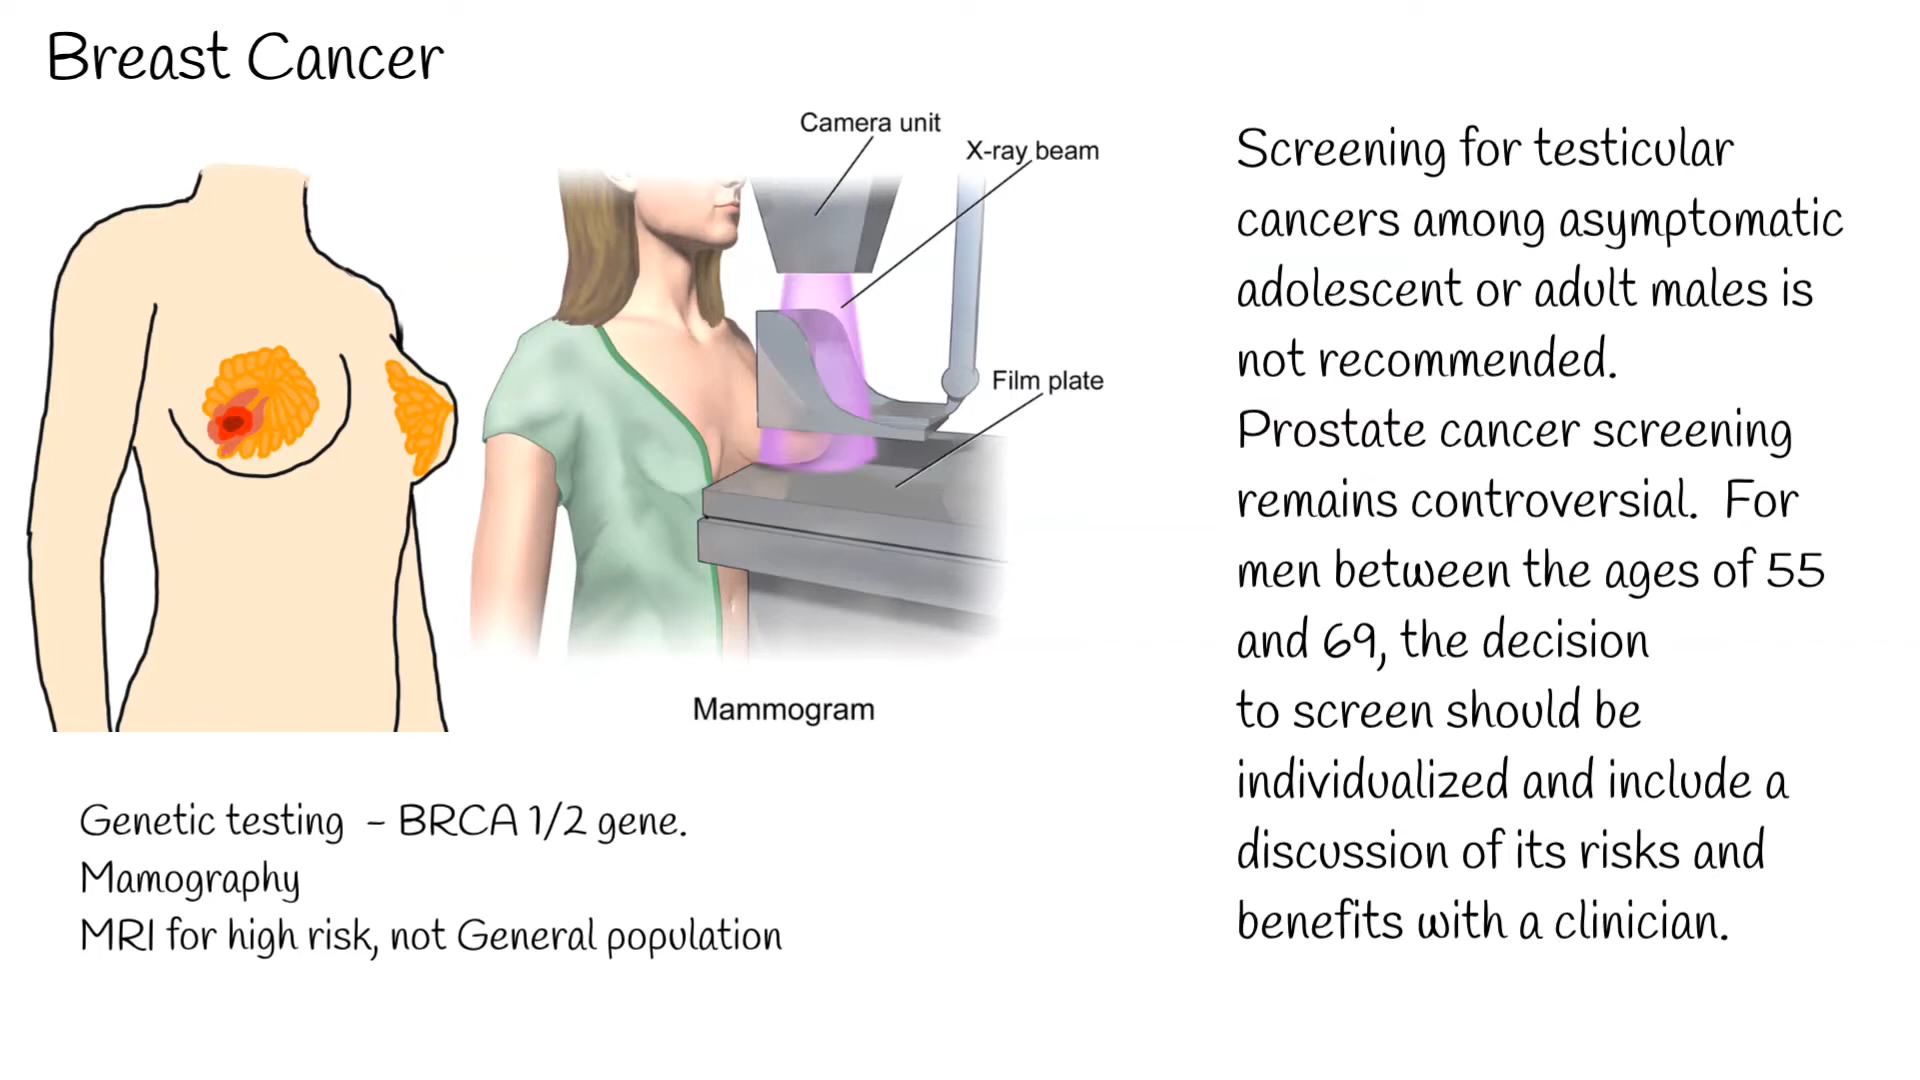 Breast Cancer
Camera unit
X-ray beam
Film plate
Mammogram
Genetic testing - BRCA 1/2 gene.
Mamography
MRI for high risk, not General population
Screening for testicular
cancers among asymptomatic
adolescent or adult males is
not recommended.
Prostate cancer screening
remains controversial. For
men between the ages of 55
and 69, the decision
to screen should be
individualized and include a
discussion of its risks and
benefits with a clinician.